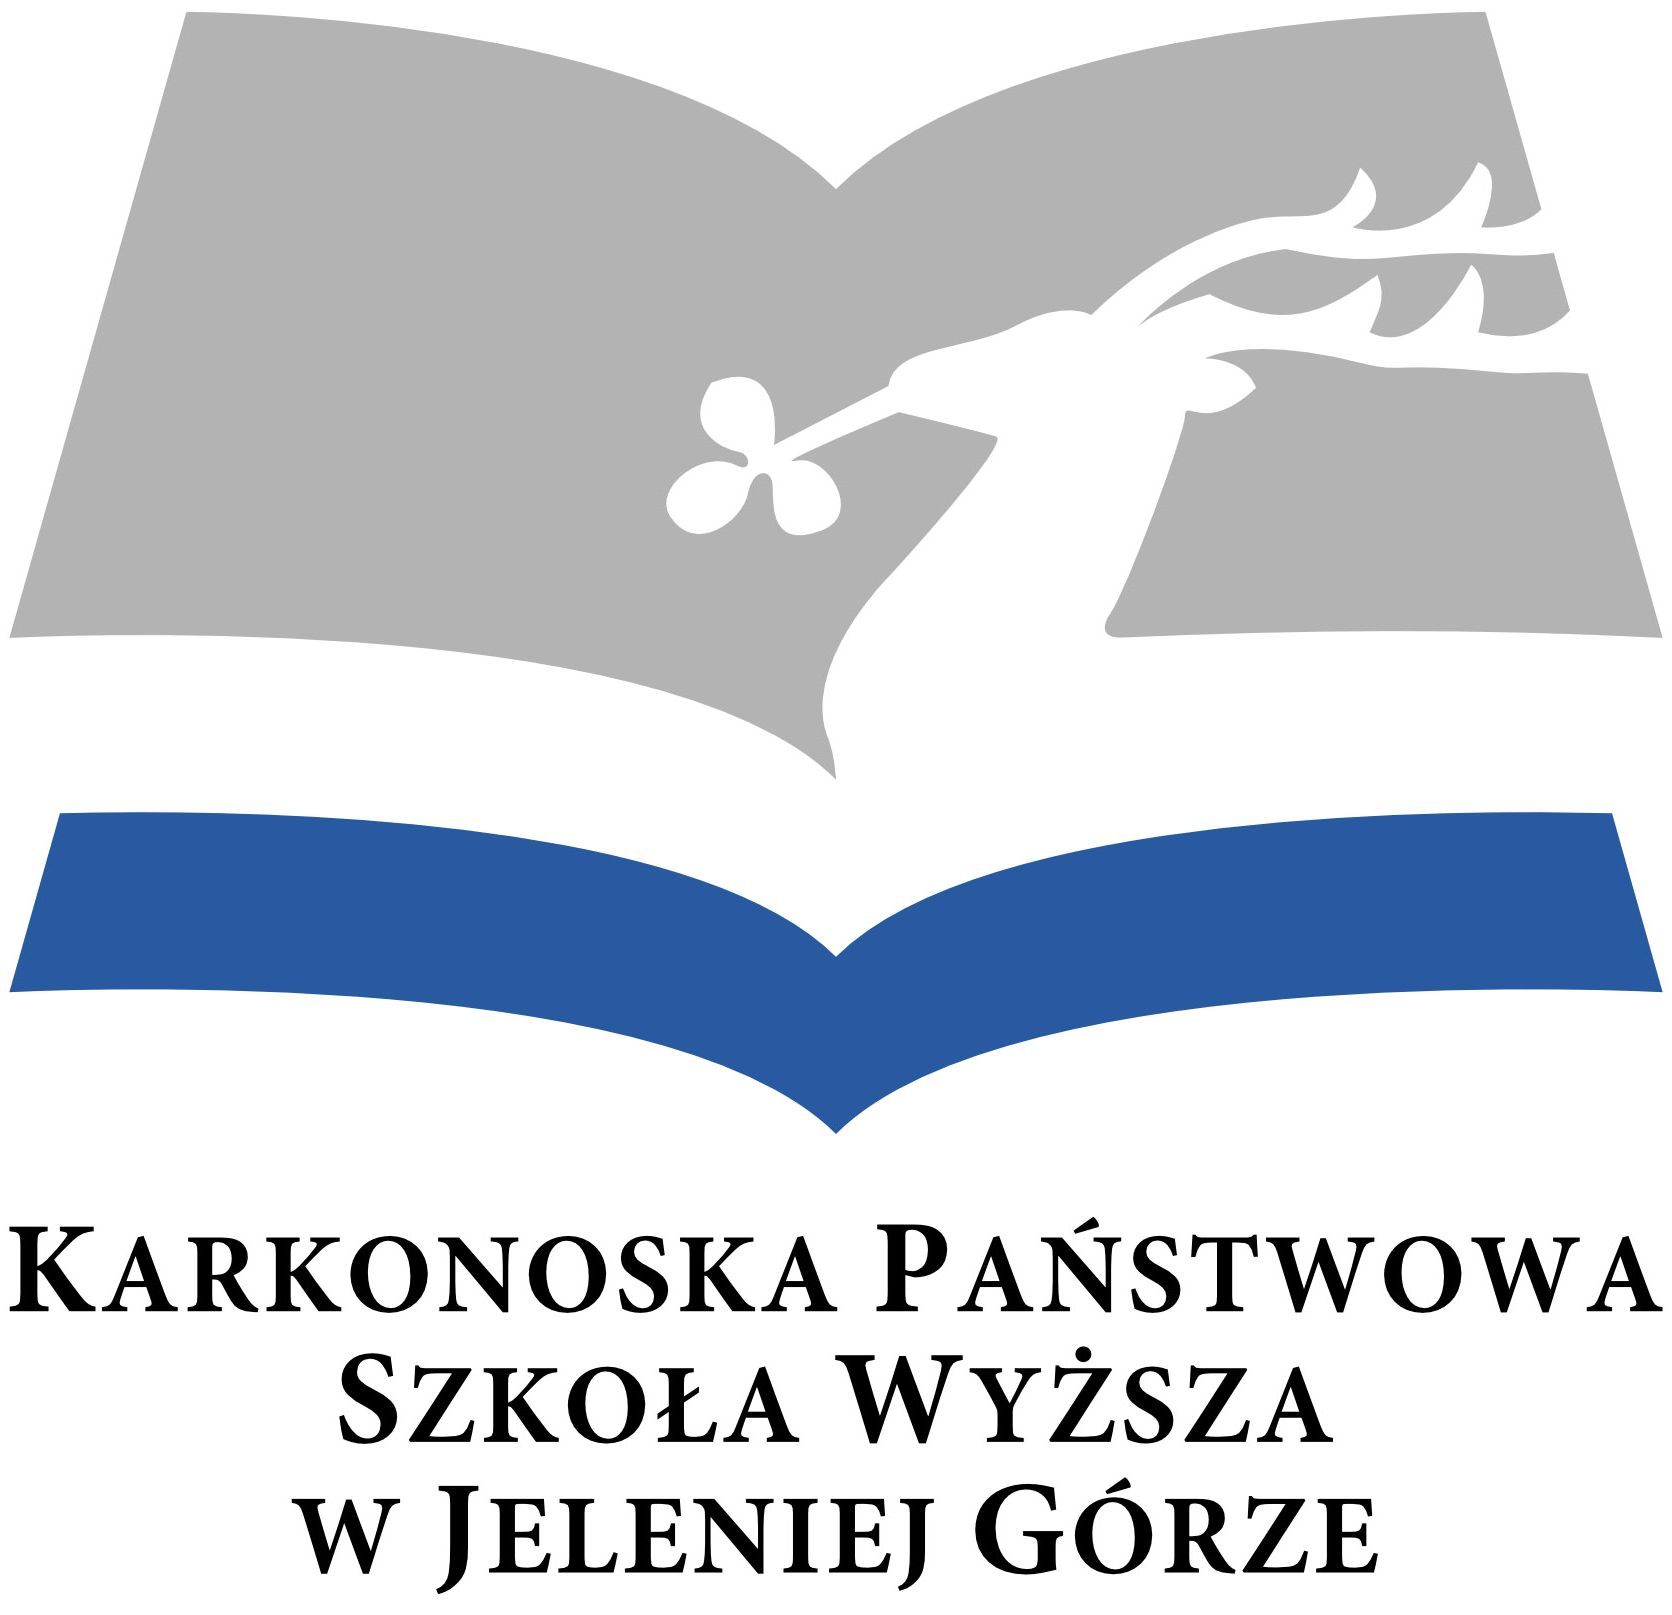 KARKONOSKA PAŃSTWOWA
SZKOŁA WYŻSZA
W JELENIEJ GÓRZE